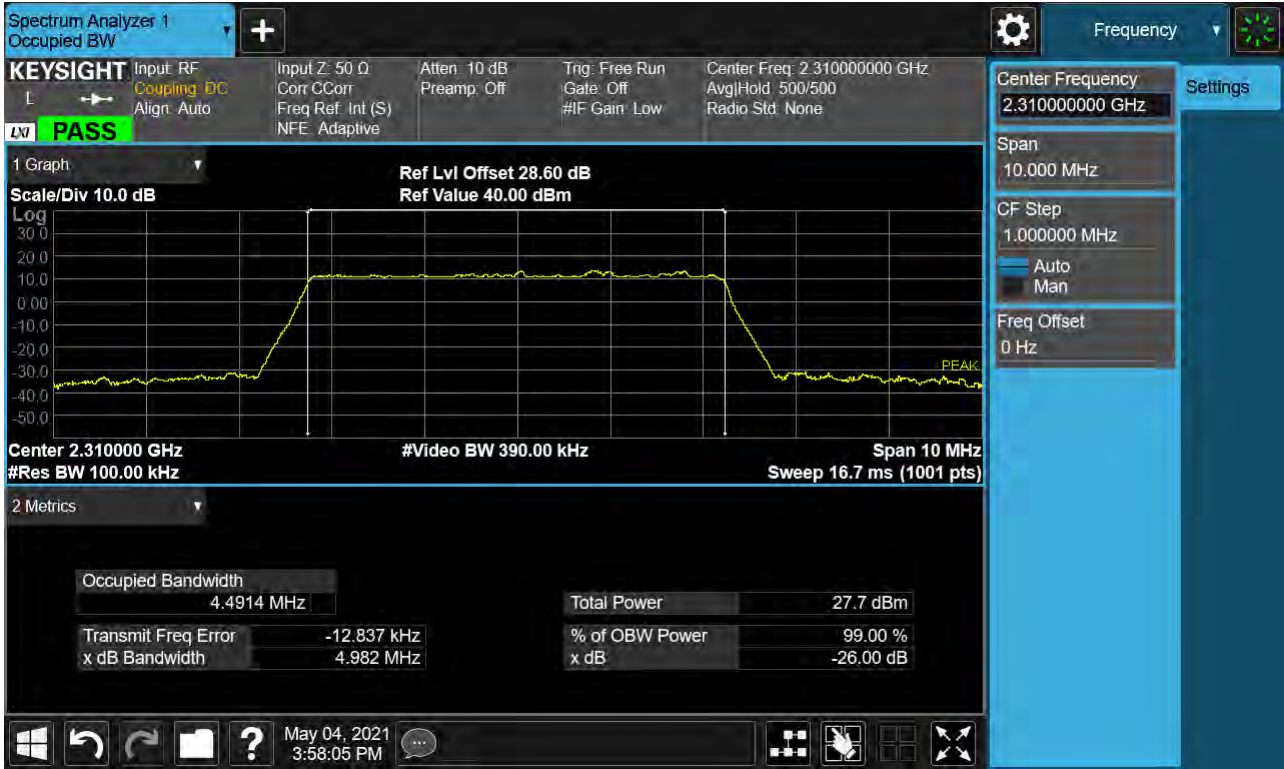 Spectrum Analyzer 1
Occupied BW
Frequency
KEYSIGHT
L
LXI
PASS
Input: RF
Coupling: DC
Align: Auto
Input Z: 50 Ω
Corr CCorr
Freq Ref: Int (S)
NFE: Adaptive
Atten: 10 dB
Preamp: Off
Trig: Free Run
Gate: Off
#IF Gain: Low
Center Freq: 2.310000000 GHz
Avg|Hold: 500/500
Radio Std: None
Center Frequency
2.310000000 GHz
Settings
Span
10.000 MHz
CF Step
1.000000 MHz
Auto
Man
Freq Offset
0 Hz
1 Graph
Scale/Div 10.0 dB
Ref Lvl Offset 28.60 dB
Ref Value 40.00 dBm
Log
30.0
20.0
10.0
0.00
-10.0
-20.0
-30.0
-40.0
-50.0
PEAK
Center 2.310000 GHz
#Video BW 390.00 kHz
Span 10 MHz
#Res BW 100.00 kHz
Sweep 16.7 ms (1001 pts)
2 Metrics
Occupied Bandwidth
4.4914 MHz
Total Power 27.7 dBm
Transmit Freq Error -12.837 kHz
% of OBW Power 99.00 %
x dB Bandwidth 4.982 MHz
x dB -26.00 dB
?
May 04, 2021
3:58:05 PM